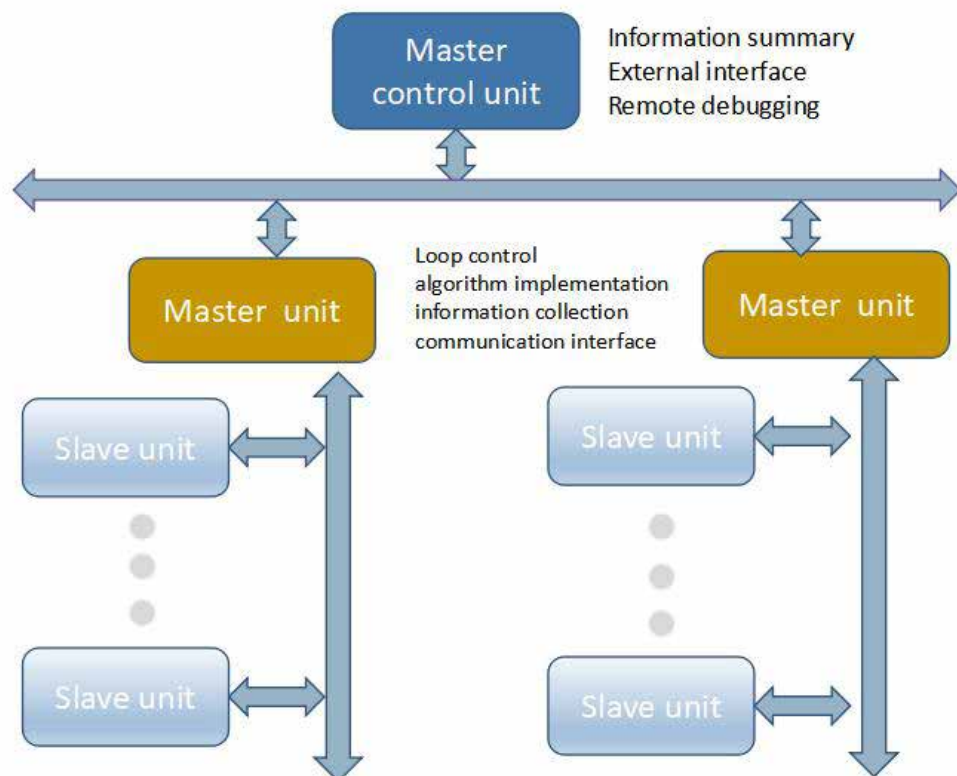 Master
control unit
Information summary
External interface
Remote debugging
Master unit
Loop control
algorithm implementation
information collection
communication interface
Master unit
Slave unit
Slave unit
Slave unit
Slave unit